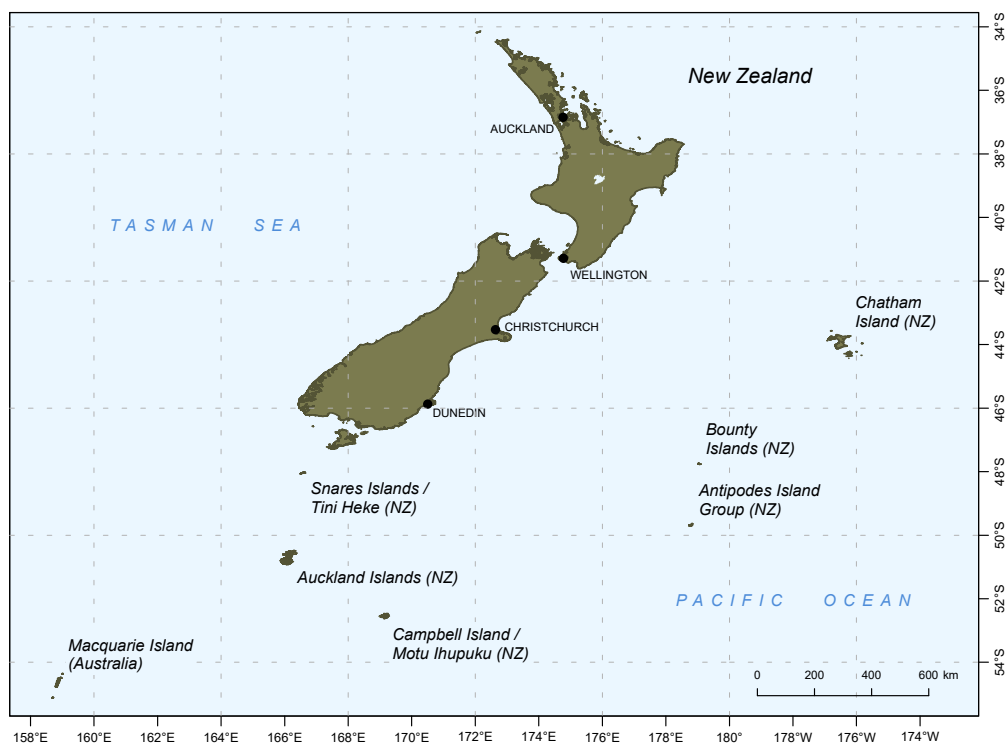 34°S
New Zealand
36°S
AUCKLAND
38°S
TASMAN SEA
40°S
WELLINGTON
42°S
Chatham
Island (NZ)
CHRISTCHURCH
44°S
46°S
DUNEDIN
Bounty
Islands (NZ)
48°S
Snares Islands /
Tini Heke (NZ)
Antipodes Island
Group (NZ)
50°S
Auckland Islands (NZ)
52°S
PACIFIC OCEAN
Campbell Island /
Motu Ihupuku (NZ)
Macquarie Island
(Australia)
54°S
0 200 400 600 km
158°E 160°E 162°E 164°E 166°E 168°E 170°E 172°E 174°E 176°E 178°E 180° 178°W 176°W 174°W